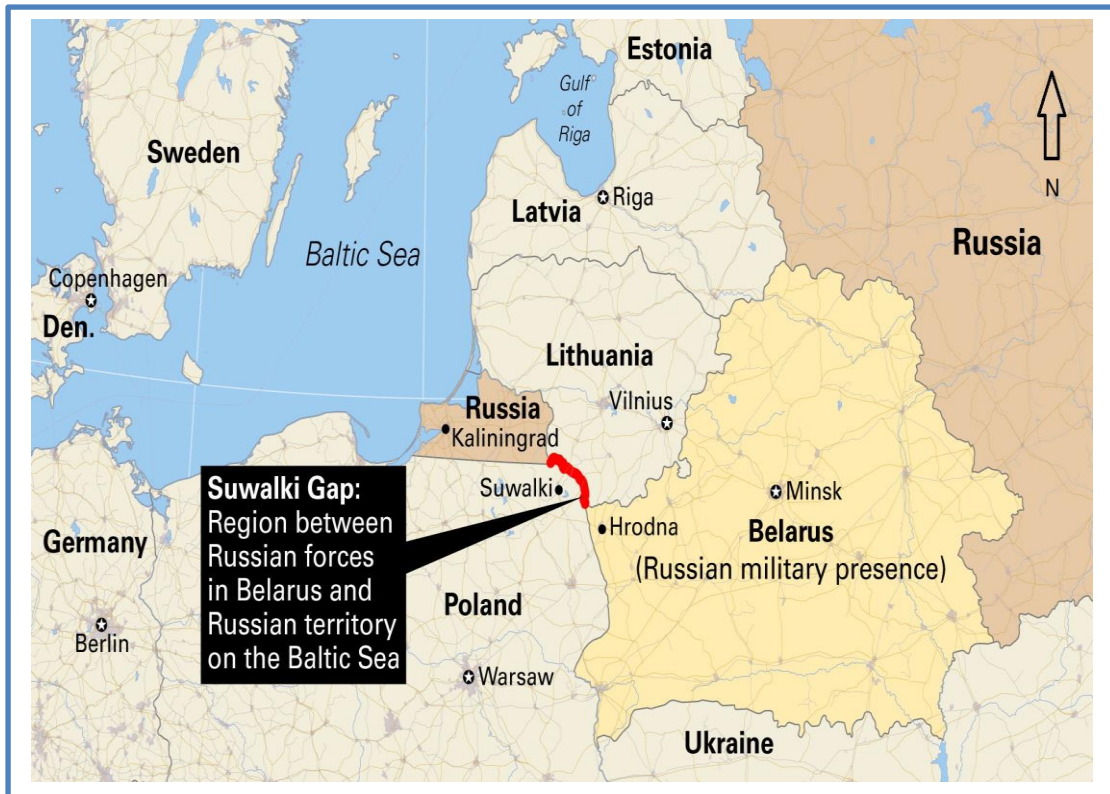 Estonia
Gulf
of
Riga
Sweden
N
Latvia
Riga
Russia
Baltic Sea
Copenhagen
Den.
Lithuania
Vilnius
Russia
Kaliningrad
Suwalki Gap:
Region between
Russian forces
in Belarus and
Russian territory
on the Baltic Sea
Suwalki
Minsk
Hrodna
Belarus
(Russian military presence)
Germany
Berlin
Poland
Warsaw
Ukraine